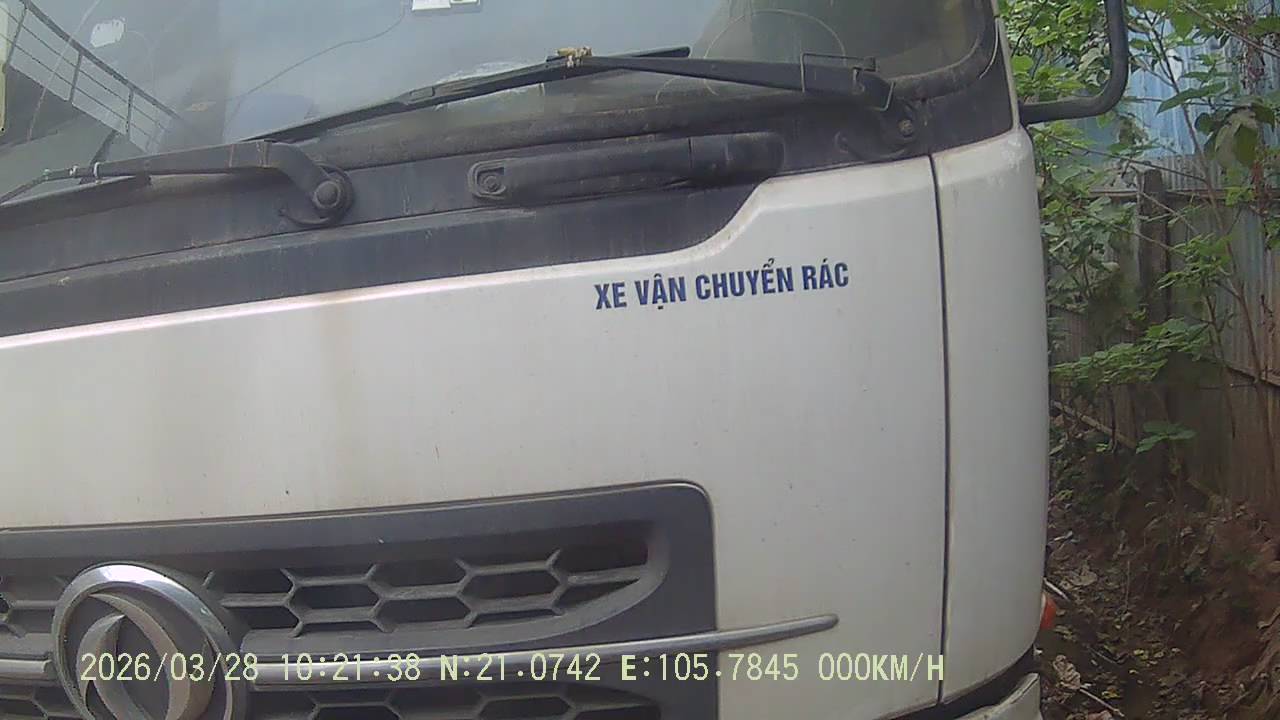 XE VẬN CHUYỂN RÁC
2026/03/28 10:21:38 N:21.0742 E:105.7845 000KM/H